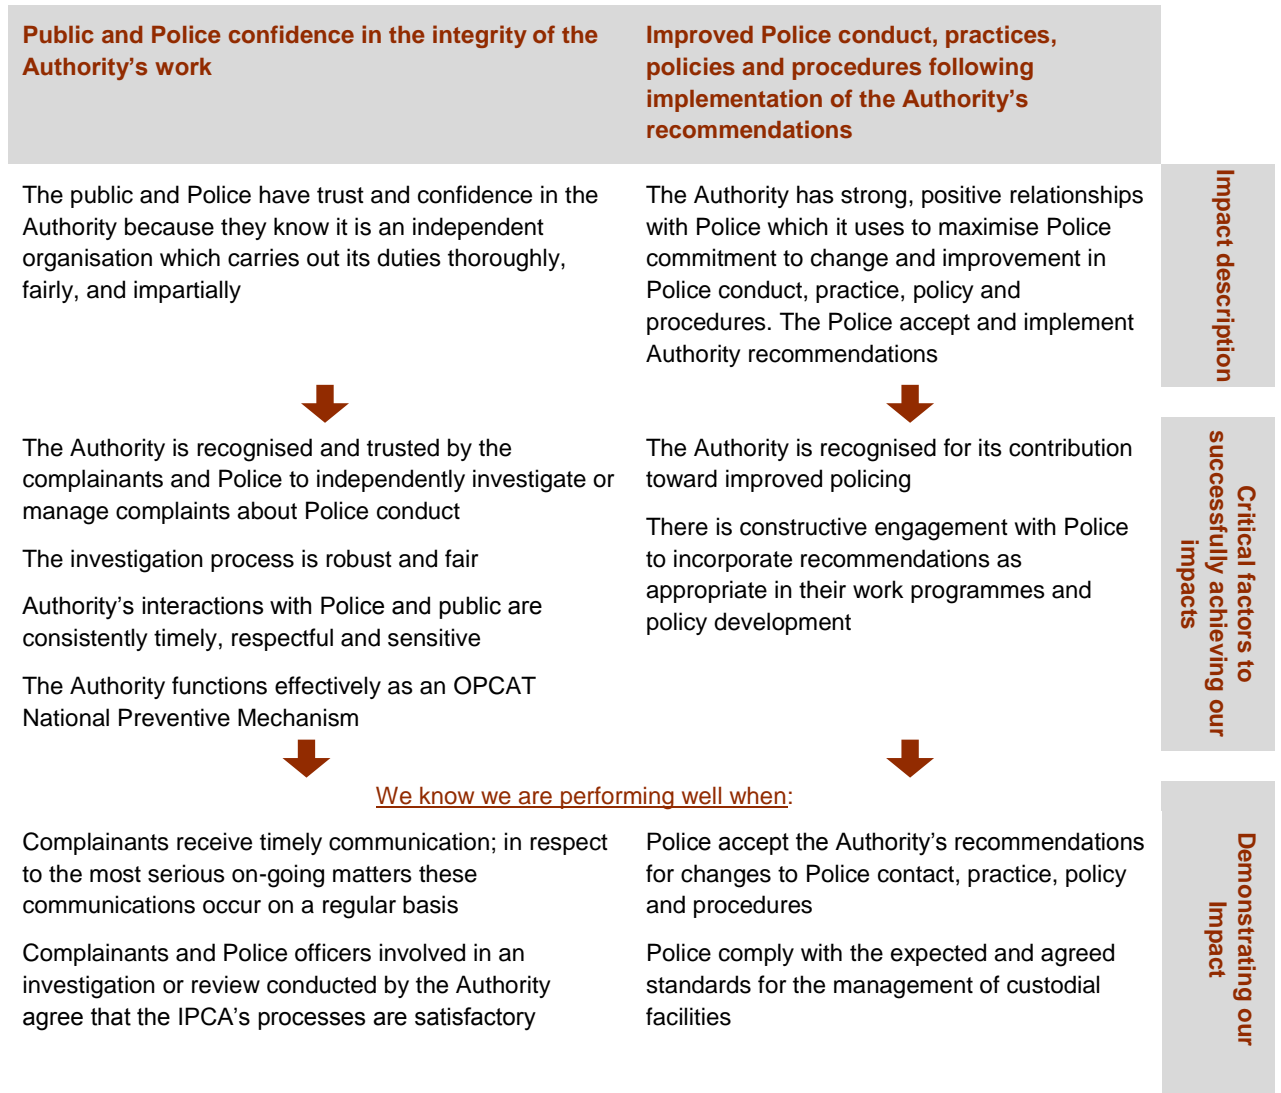 Public and Police confidence in the integrity of the
Authority’s work
Improved Police conduct, practices,
policies and procedures following
implementation of the Authority’s
recommendations
The public and Police have trust and confidence in the
Authority because they know it is an independent
organisation which carries out its duties thoroughly,
fairly, and impartially
The Authority has strong, positive relationships
with Police which it uses to maximise Police
commitment to change and improvement in
Police conduct, practice, policy and
procedures. The Police accept and implement
Authority recommendations
Impact description
The Authority is recognised and trusted by the
complainants and Police to independently investigate or
manage complaints about Police conduct
The investigation process is robust and fair
Authority’s interactions with Police and public are
consistently timely, respectful and sensitive
The Authority functions effectively as an OPCAT
National Preventive Mechanism
The Authority is recognised for its contribution
toward improved policing
There is constructive engagement with Police
to incorporate recommendations as
appropriate in their work programmes and
policy development
Critical factors to
successfully achieving our
impacts
We know we are performing well when:
Complainants receive timely communication; in respect
to the most serious on-going matters these
communications occur on a regular basis
Complainants and Police officers involved in an
investigation or review conducted by the Authority
agree that the IPCA’s processes are satisfactory
Police accept the Authority’s recommendations
for changes to Police contact, practice, policy
and procedures
Police comply with the expected and agreed
standards for the management of custodial
facilities
Demonstrating our
Impact